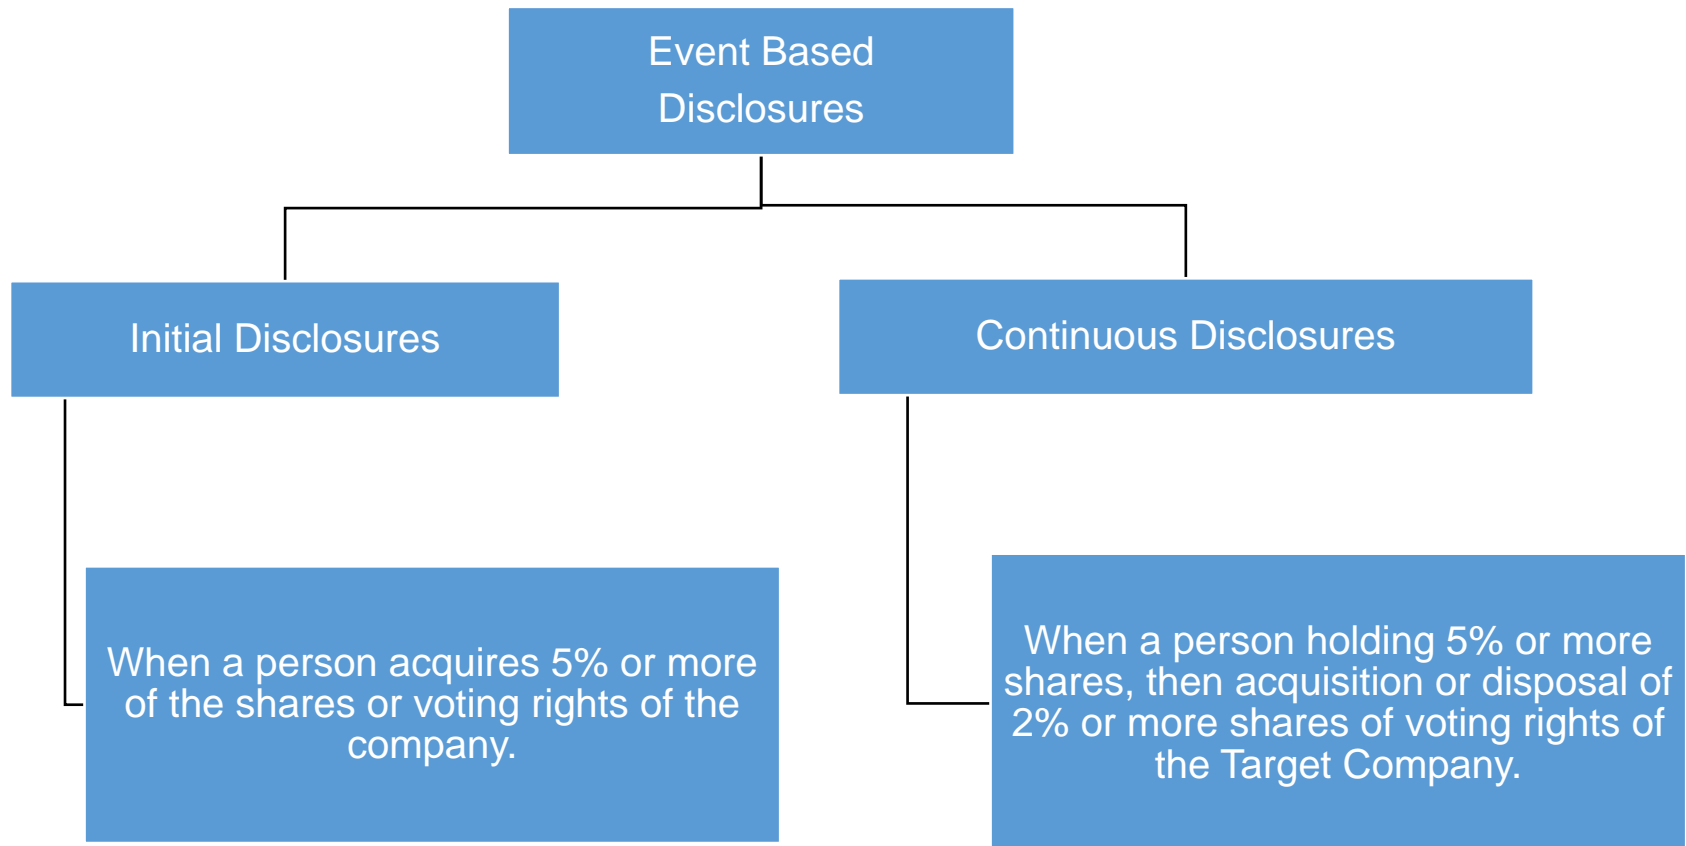 Event Based
Disclosures
Initial Disclosures
Continuous Disclosures
When a person acquires 5% or more
of the shares or voting rights of the
company.
When a person holding 5% or more
shares, then acquisition or disposal of
2% or more shares of voting rights of
the Target Company.